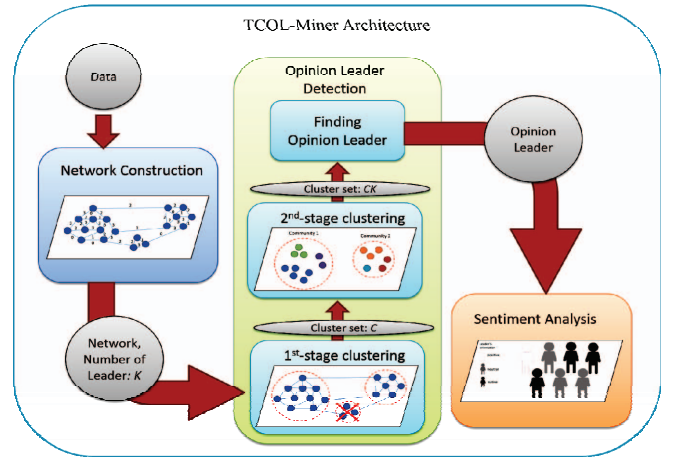 TCOL-Miner Architecture
Data
Network Construction
Network,
Number of
Leader: K
Opinion Leader
Detection
Finding
Opinion Leader
Cluster set: CK
2nd-stage clustering
Community 1
Community 2
Cluster set: C
1st-stage clustering
Opinion
Leader
Sentiment Analysis